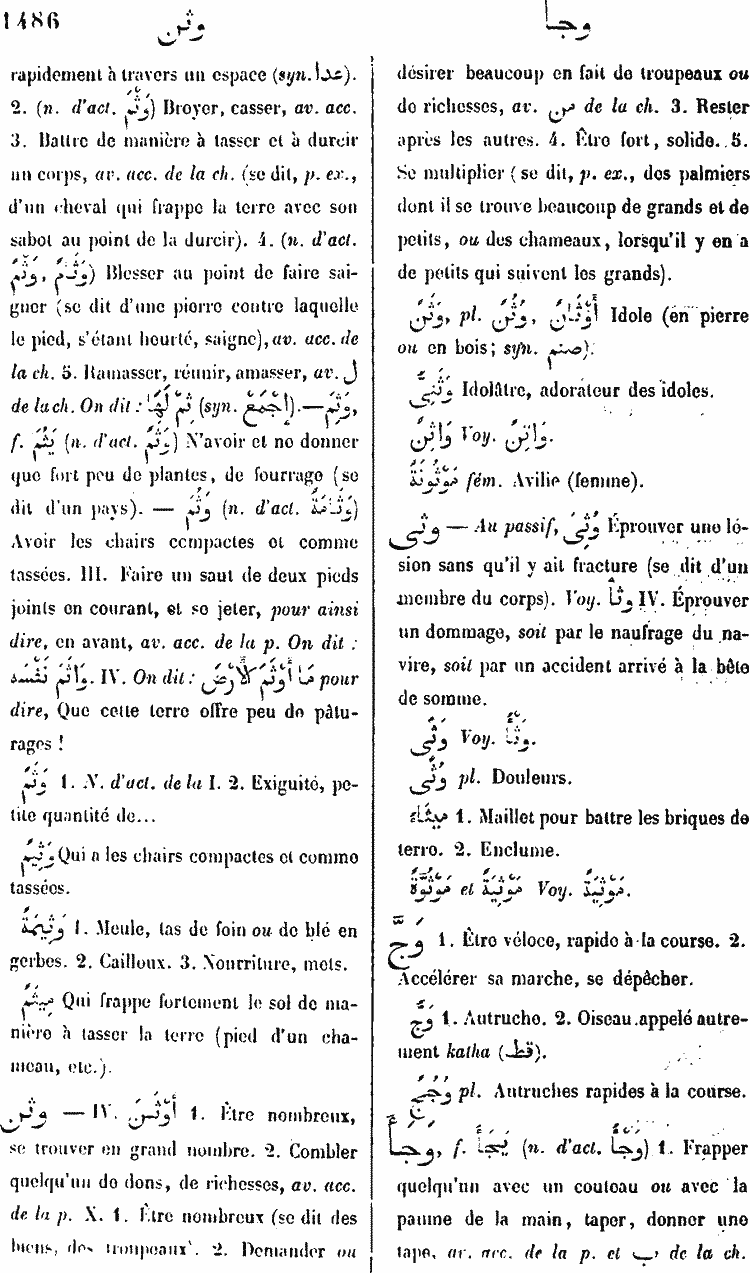 1486
وثن
وجأ
rapidement à travers un espace (syn. عدا).
2. (n. d'act. وَثْم) Broyer, casser, av. acc.
3. Battre de manière à tasser et à durcir
un corps, av. acc. de la ch. (se dit, p. ex.,
d'un cheval qui frappe la terre avec son
sabot au point de la durcir). 4. (n. d'act.
وَثْم, وِثَام) Blesser au point de faire sai-
gner (se dit d'une pierre contre laquelle
le pied, s'étant heurté, saigne), av. acc. de
la ch. 5. Ramasser, réunir, amasser, av. ل
de la ch. On dit : ثِمْ لَهَا (syn. إِجْمَعْ). — وَثِمَ,
f. يَثِمُ (n. d'act. وَثْم) N'avoir et ne donner
que fort peu de plantes, de fourrage (se
dit d'un pays). — وَثُمَ (n. d'act. وَثَامَة)
Avoir les chairs compactes et comme
tassées. III. Faire un saut de deux pieds
joints en courant, et se jeter, pour ainsi
dire, en avant, av. acc. de la p. On dit :
وَاثَمَ نَفْسَه. IV. On dit : مَا أَوْثَمَ الأَرْضَ pour
dire, Que cette terre offre peu de pâtu-
rages !
وَثْم 1. N. d'act. de la I. 2. Exiguité, pe-
tite quantité de...
وَثِيم Qui a les chairs compactes et comme
tassées.
وَثِيمَة 1. Meule, tas de foin ou de blé en
gerbes. 2. Cailloux. 3. Nourriture, mets.
مِيثَم Qui frappe fortement le sol de ma-
nière à tasser la terre (pied d'un cha-
meau, etc.).
وثن — IV. أَوْثَنَ 1. Être nombreux,
se trouver en grand nombre. 2. Combler
quelqu'un de dons, de richesses, av. acc.
de la p. X. 1. Être nombreux (se dit des
biens, des troupeaux). 2. Demander ou
désirer beaucoup en fait de troupeaux ou
de richesses, av. من de la ch. 3. Rester
après les autres. 4. Être fort, solide. 5.
Se multiplier (se dit, p. ex., des palmiers
dont il se trouve beaucoup de grands et de
petits, ou des chameaux, lorsqu'il y en a
de petits qui suivent les grands).
وَثَن, pl. وُثُن, أَوْثَان Idole (en pierre
ou en bois; syn. صنم).
وَثَنِيّ Idolâtre, adorateur des idoles.
وَاثِن Voy. وَاتِن.
مَوْثُونَة fém. Avilie (femme).
وثى — Au passif, وُثِىَ Éprouver une lé-
sion sans qu'il y ait fracture (se dit d'un
membre du corps). Voy. وثأ IV. Éprouver
un dommage, soit par le naufrage du na-
vire, soit par un accident arrivé à la bête
de somme.
وَثْى Voy. وَثْأ.
وُثًى pl. Douleurs.
مِيثَاء 1. Maillet pour battre les briques de
terre. 2. Enclume.
مَوْثُوَّة et مَوْثِيَة Voy. مَوْثِيَة.
وَجَّ 1. Être véloce, rapide à la course. 2.
Accélérer sa marche, se dépêcher.
وَجّ 1. Autruche. 2. Oiseau appelé autre-
ment katha (قطا).
وُجُج pl. Autruches rapides à la course.
وَجَأَ, f. يَجَأُ (n. d'act. وَجْأ) 1. Frapper
quelqu'un avec un couteau ou avec la
paume de la main, taper, donner une
tape, av. acc. de la p. et ب de la ch.